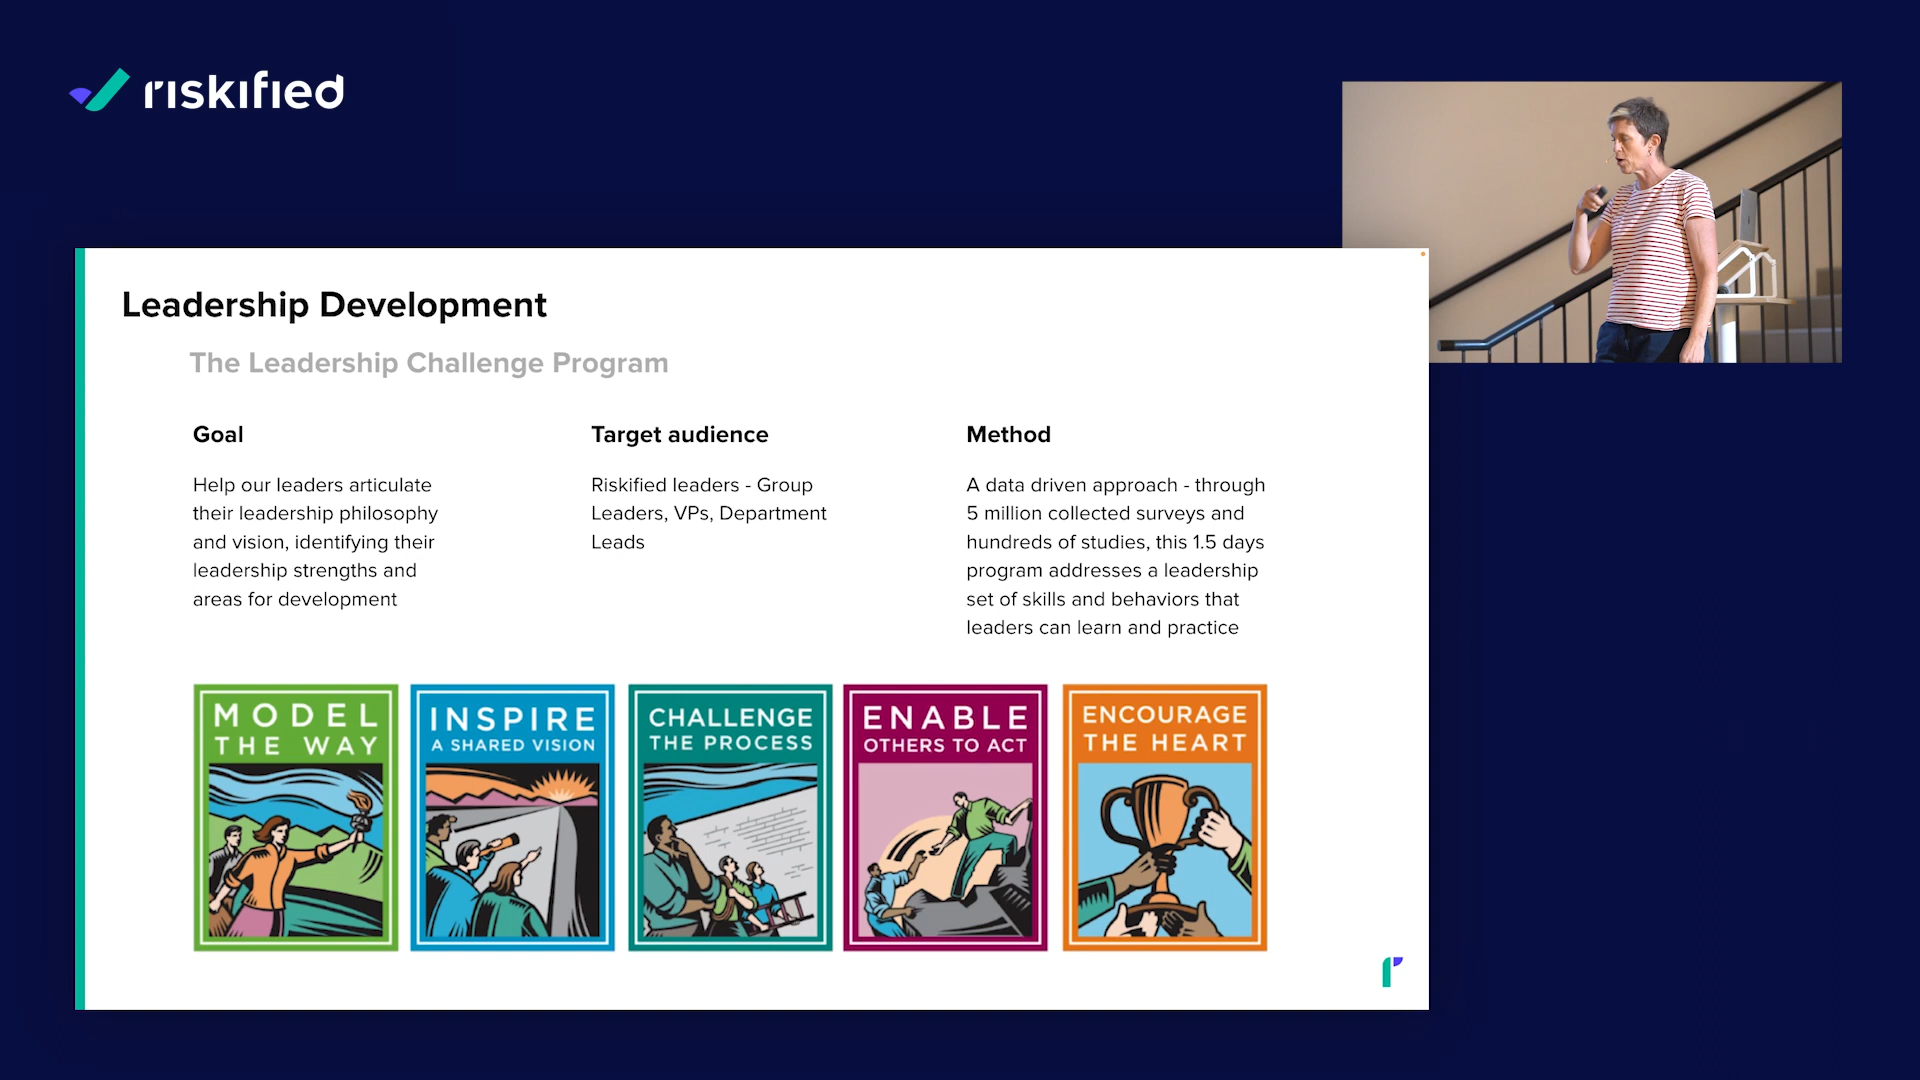 riskified
Leadership Development
The Leadership Challenge Program
Goal
Help our leaders articulate
their leadership philosophy
and vision, identifying their
leadership strengths and
areas for development
Target audience
Riskified leaders - Group
Leaders, VPs, Department
Leads
Method
A data driven approach - through
5 million collected surveys and
hundreds of studies, this 1.5 days
program addresses a leadership
set of skills and behaviors that
leaders can learn and practice
MODEL
THE WAY
INSPIRE
A SHARED VISION
CHALLENGE
THE PROCESS
ENABLE
OTHERS TO ACT
ENCOURAGE
THE HEART